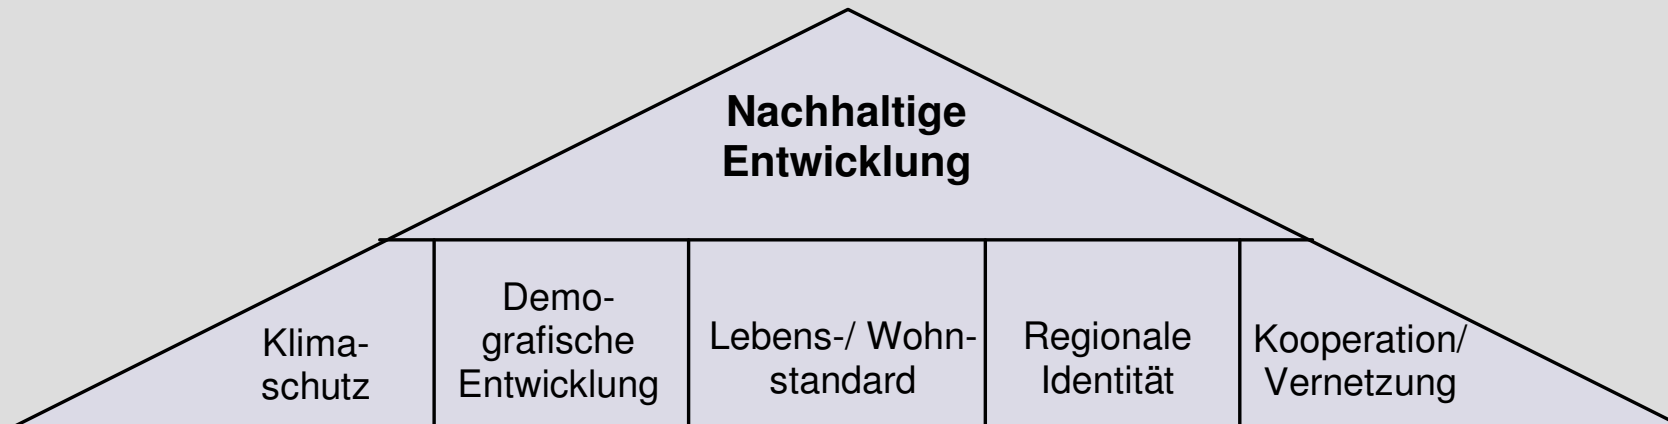 Nachhaltige
Entwicklung
Klima-
schutz
Demo-
grafische
Entwicklung
Lebens-/ Wohn-
standard
Regionale
Identität
Kooperation/
Vernetzung